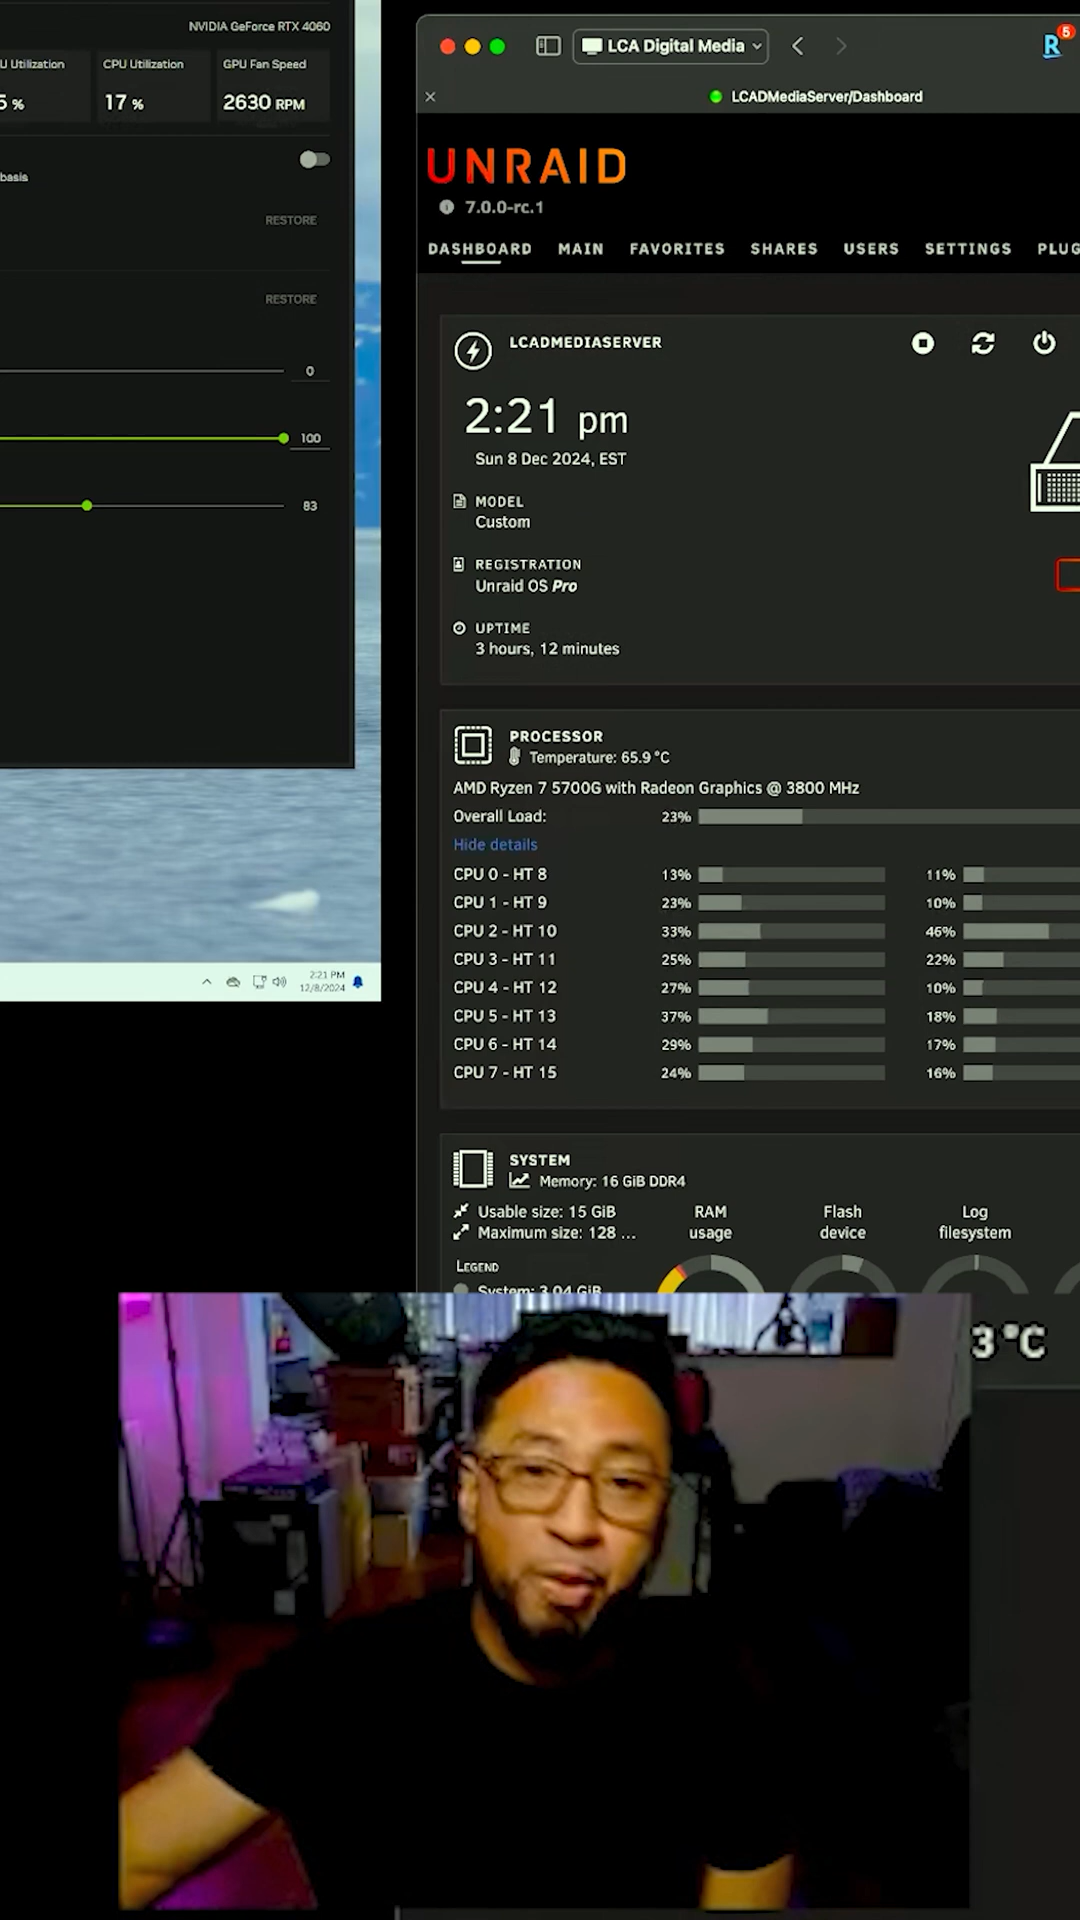 NVIDIA GeForce RTX 4060
U Utilization
CPU Utilization
GPU Fan Speed
5 %
17 %
2630 RPM
basis
RESTORE
RESTORE
0
100
83
2:21 PM
12/8/2024
LCA Digital Media
R
5
LCADMediaServer/Dashboard
UNRAID
7.0.0-rc.1
DASHBOARD MAIN FAVORITES SHARES USERS SETTINGS PLUG
LCADMEDIASERVER
2:21 pm
Sun 8 Dec 2024, EST
MODEL
Custom
REGISTRATION
Unraid OS Pro
UPTIME
3 hours, 12 minutes
PROCESSOR
Temperature: 65.9 °C
AMD Ryzen 7 5700G with Radeon Graphics @ 3800 MHz
Overall Load: 23%
Hide details
CPU 0 - HT 8 13% 11%
CPU 1 - HT 9 23% 10%
CPU 2 - HT 10 33% 46%
CPU 3 - HT 11 25% 22%
CPU 4 - HT 12 27% 10%
CPU 5 - HT 13 37% 18%
CPU 6 - HT 14 29% 17%
CPU 7 - HT 15 24% 16%
SYSTEM
Memory: 16 GiB DDR4
Usable size: 15 GiB
Maximum size: 128 ...
RAM usage
Flash device
Log filesystem
LEGEND
System: 3.04 GiB
3 °C